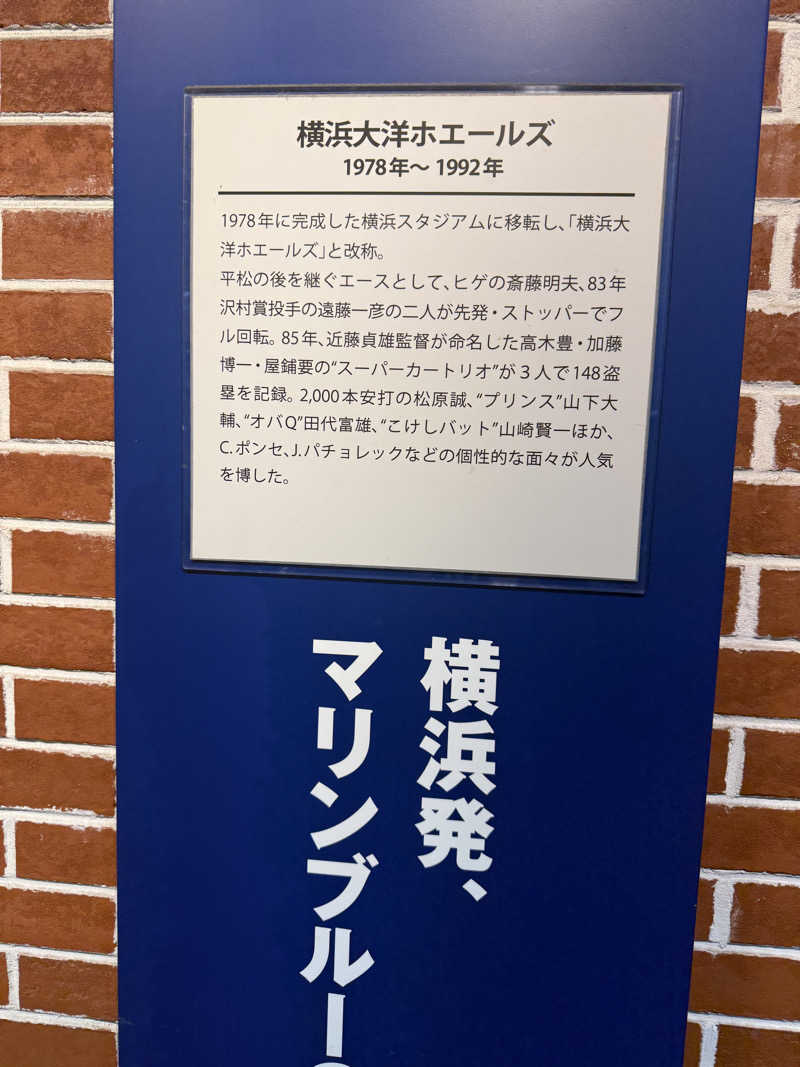 横浜大洋ホエールズ
1978年〜1992年
1978年に完成した横浜スタジアムに移転し、「横浜大
洋ホエールズ」と改称。
平松の後を継ぐエースとして、ヒゲの斎藤明夫、83年
沢村賞投手の遠藤一彦の二人が先発・ストッパーでフ
ル回転。85年、近藤貞雄監督が命名した高木豊・加藤
博一・屋鋪要の“スーパーカートリオ”が3人で148盗
塁を記録。2,000本安打の松原誠、“プリンス”山下大
輔、“オバQ”田代富雄、“こけしバット”山崎賢一ほか、
C.ポンセ、J.パチョレックなどの個性的な面々が人気
を博した。
横浜発、
マリンブルー